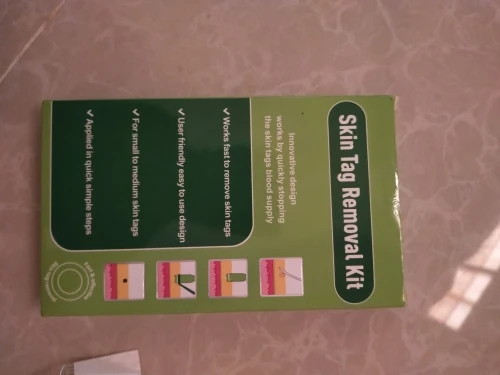 Skin Tag Removal Kit
Innovative design
works by quickly stopping
the skin tags blood supply
✓ Works fast to remove skin tags
✓ User friendly easy to use design
✓ For small to medium skin tags
✓ Applied in quick simple steps